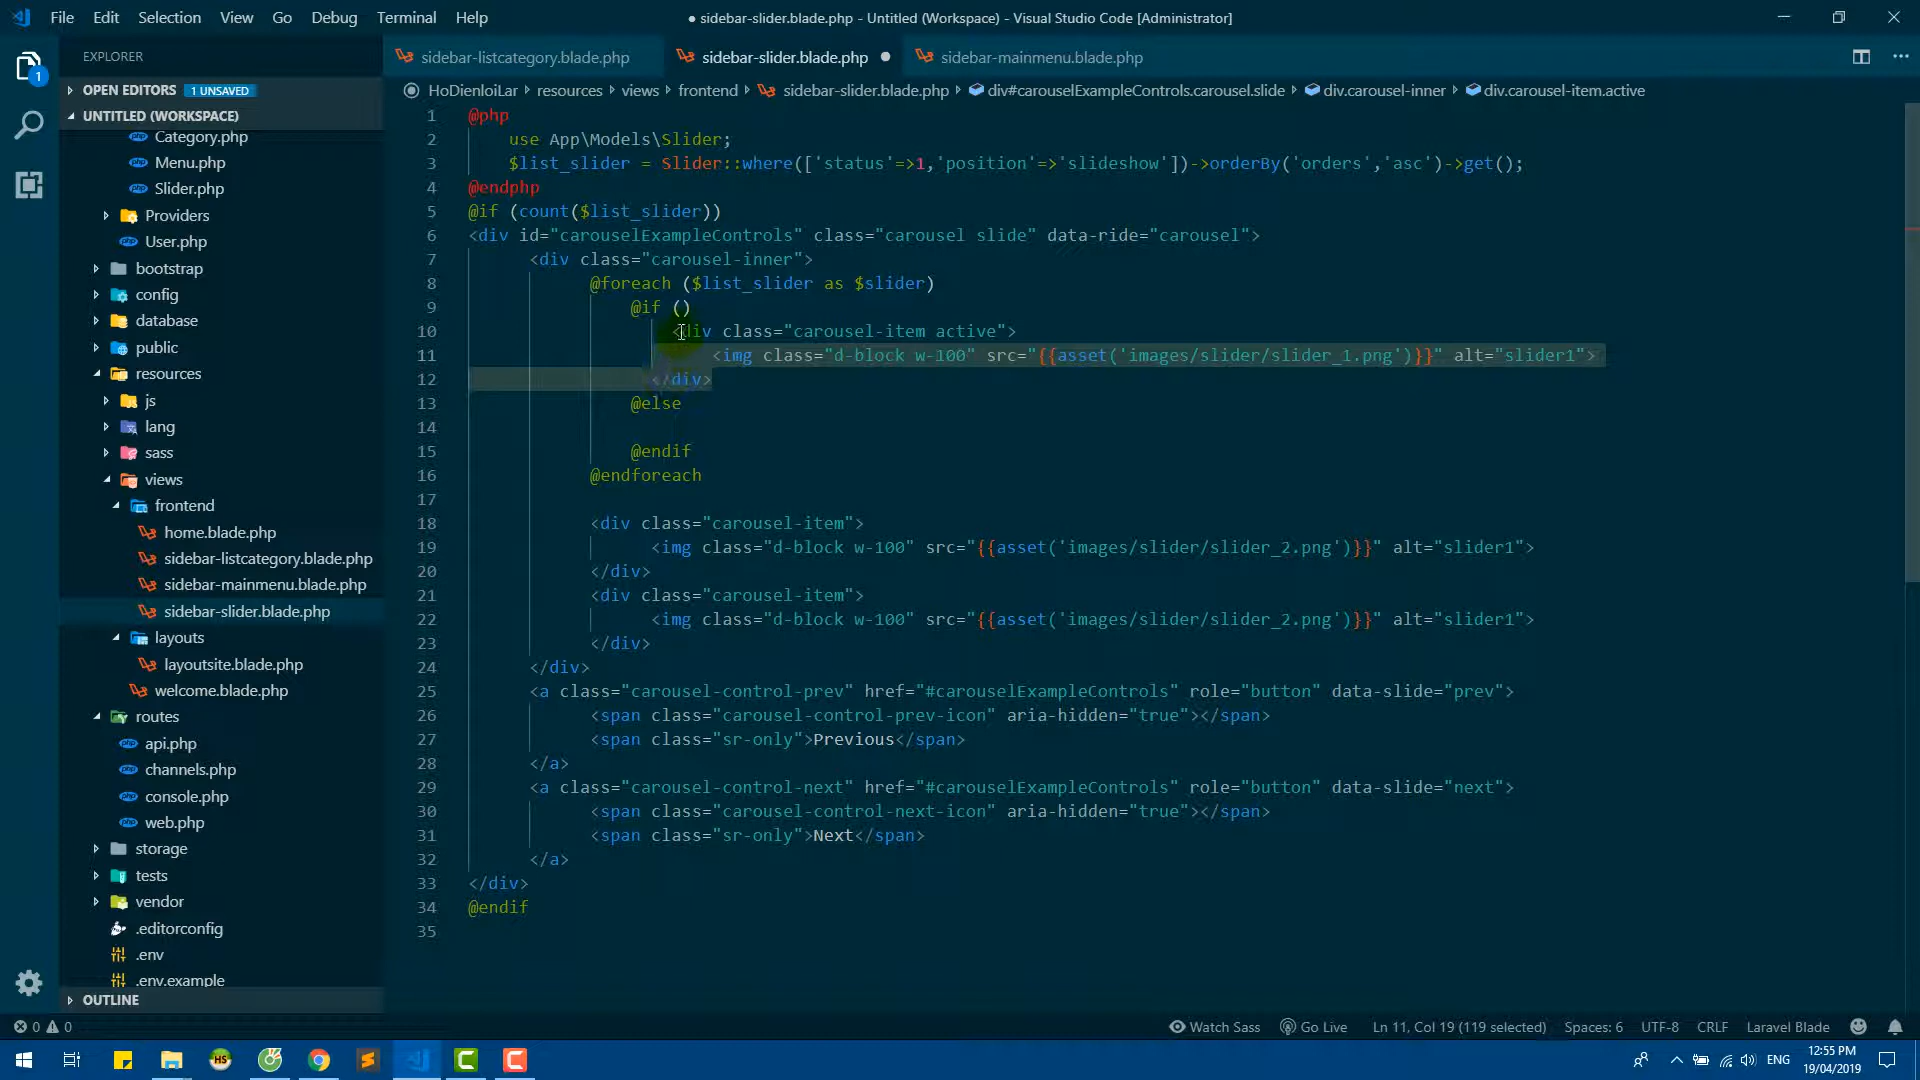 File Edit Selection View Go Debug Terminal Help
● sidebar-slider.blade.php - Untitled (Workspace) - Visual Studio Code [Administrator]
EXPLORER
OPEN EDITORS 1 UNSAVED
UNTITLED (WORKSPACE)
Category.php
Menu.php
Slider.php
Providers
User.php
bootstrap
config
database
public
resources
js
lang
sass
views
frontend
home.blade.php
sidebar-listcategory.blade.php
sidebar-mainmenu.blade.php
sidebar-slider.blade.php
layouts
layoutsite.blade.php
welcome.blade.php
routes
api.php
channels.php
console.php
web.php
storage
tests
vendor
.editorconfig
.env
.env.example
OUTLINE
1
sidebar-listcategory.blade.php sidebar-slider.blade.php sidebar-mainmenu.blade.php
HoDienloiLar resources views frontend sidebar-slider.blade.php div#carouselExampleControls.carousel.slide div.carousel-inner div.carousel-item.active
1 @php
2 use App\Models\Slider;
3 $list_slider = Slider::where(['status'=>1,'position'=>'slideshow'])->orderBy('orders','asc')->get();
4 @endphp
5 @if (count($list_slider))
6 <div id="carouselExampleControls" class="carousel slide" data-ride="carousel">
7 <div class="carousel-inner">
8 @foreach ($list_slider as $slider)
9 @if ()
10 <div class="carousel-item active">
11 <img class="d-block w-100" src="{{asset('images/slider/slider_1.png')}}" alt="slider1">
12 </div>
13 @else
14
15 @endif
16 @endforeach
17
18 <div class="carousel-item">
19 <img class="d-block w-100" src="{{asset('images/slider/slider_2.png')}}" alt="slider1">
20 </div>
21 <div class="carousel-item">
22 <img class="d-block w-100" src="{{asset('images/slider/slider_2.png')}}" alt="slider1">
23 </div>
24 </div>
25 <a class="carousel-control-prev" href="#carouselExampleControls" role="button" data-slide="prev">
26 <span class="carousel-control-prev-icon" aria-hidden="true"></span>
27 <span class="sr-only">Previous</span>
28 </a>
29 <a class="carousel-control-next" href="#carouselExampleControls" role="button" data-slide="next">
30 <span class="carousel-control-next-icon" aria-hidden="true"></span>
31 <span class="sr-only">Next</span>
32 </a>
33 </div>
34 @endif
35
0 0 Watch Sass Go Live Ln 11, Col 19 (119 selected) Spaces: 6 UTF-8 CRLF Laravel Blade
HS ENG 12:55 PM
19/04/2019